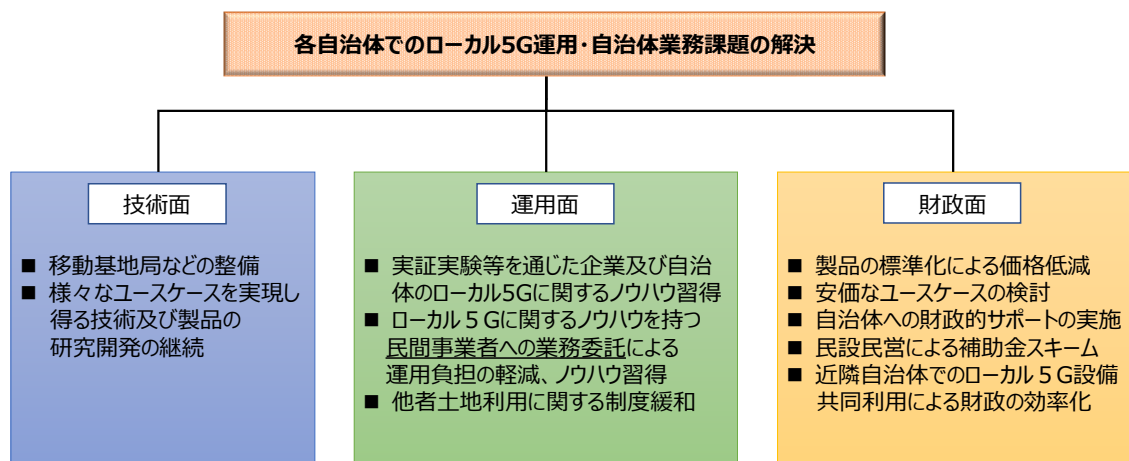 各自治体でのローカル5G運用・自治体業務課題の解決
技術面
■ 移動基地局などの整備
■ 様々なユースケースを実現し
得る技術及び製品の
研究開発の継続
運用面
■ 実証実験等を通じた企業及び自治
体のローカル5Gに関するノウハウ習得
■ ローカル５Gに関するノウハウを持つ
民間事業者への業務委託による
運用負担の軽減、ノウハウ習得
■ 他者土地利用に関する制度緩和
財政面
■ 製品の標準化による価格低減
■ 安価なユースケースの検討
■ 自治体への財政的サポートの実施
■ 民設民営による補助金スキーム
■ 近隣自治体でのローカル５G設備
共同利用による財政の効率化